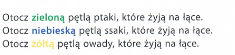 Otocz zieloną pętlą ptaki, które żyją na łące.
Otocz niebieską pętlą ssaki, które żyją na łące.
Otocz żółtą pętlą owady, które żyją na łące.